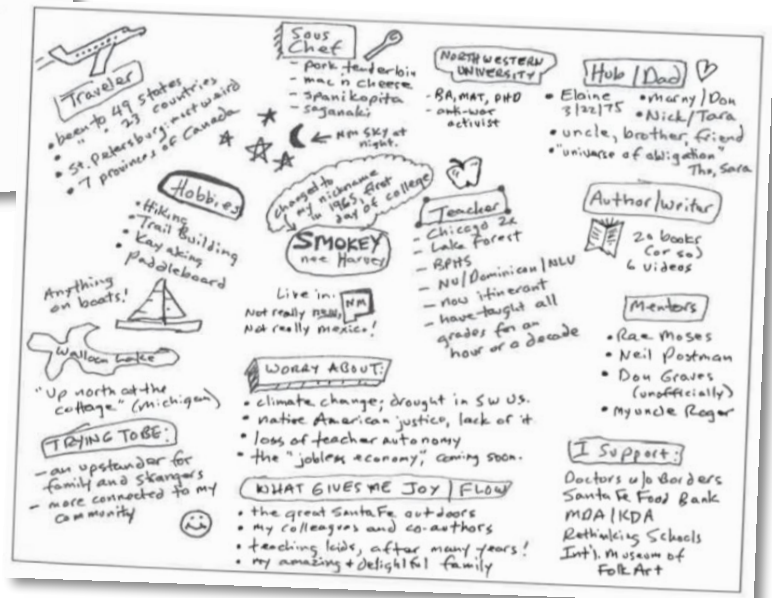 Traveler
• been to 49 states
• " " 23 countries
• St. Petersburg: most weird
• 7 provinces of Canada
Sous
Chef
- pork tenderloin
- mac n cheese
- spanikopita
- saganaki
← NM SKY at
night.
NORTHWESTERN
UNIVERSITY
- BA, MAT, PHD
- anti-war
activist
Hub/Dad
• Elaine
3/22/75
• Marny/Don
• Nick/Tara
• uncle, brother, friend
• "universe of obligation"
Tho, Sara
Hobbies
• Hiking
• Trail Building
• Kayaking
• Paddleboard
Anything
on boats!
changed to
my nickname
in 1965, first
day of college
SMOKEY
nee Harvey
Live in
NM
Not really new,
Not really Mexico!
Teacher
- Chicago 2x
- Lake Forest
- BPHS
- NU/Dominican/NLU
- now itinerant
- have taught all
grades for an
hour or a decade
Author/writer
20 books
(or so)
6 videos
Mentors
• Rae Moses
• Neil Postman
• Don Graves
(unofficially)
• my uncle Roger
Walloon Lake
"Up north at the
cottage" (Michigan)
TRYING TO BE:
- an upstander for
family and strangers
- more connected to my
community
WORRY ABOUT:
• climate change; drought in SW US.
• native American justice, lack of it.
• loss of teacher autonomy
• the "jobless economy," coming soon.
WHAT GIVES ME JOY / FLOW
• the great Santa Fe outdoors
• my colleagues and co-authors
• teaching kids, after many years!
• my amazing + delightful family
I Support:
Doctors w/o Borders
Santa Fe Food Bank
MDA/KDA
Rethinking Schools
Int'l. Museum of
Folk Art